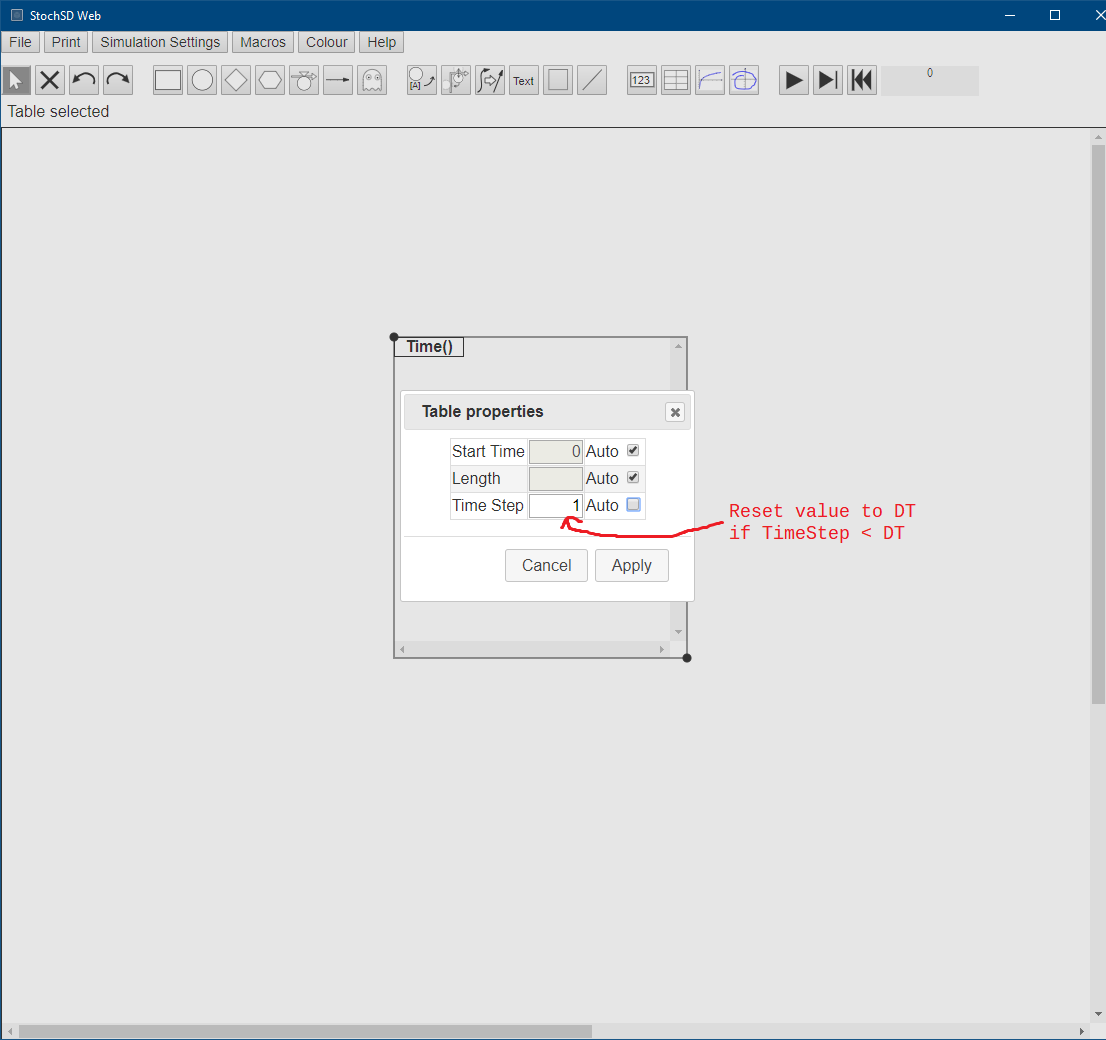 StochSD Web
File Print Simulation Settings Macros Colour Help
[A] Text 123 0
Table selected
Time()
Table properties
Start Time 0 Auto
Length Auto
Time Step 1 Auto
Reset value to DT
if TimeStep < DT
Cancel Apply